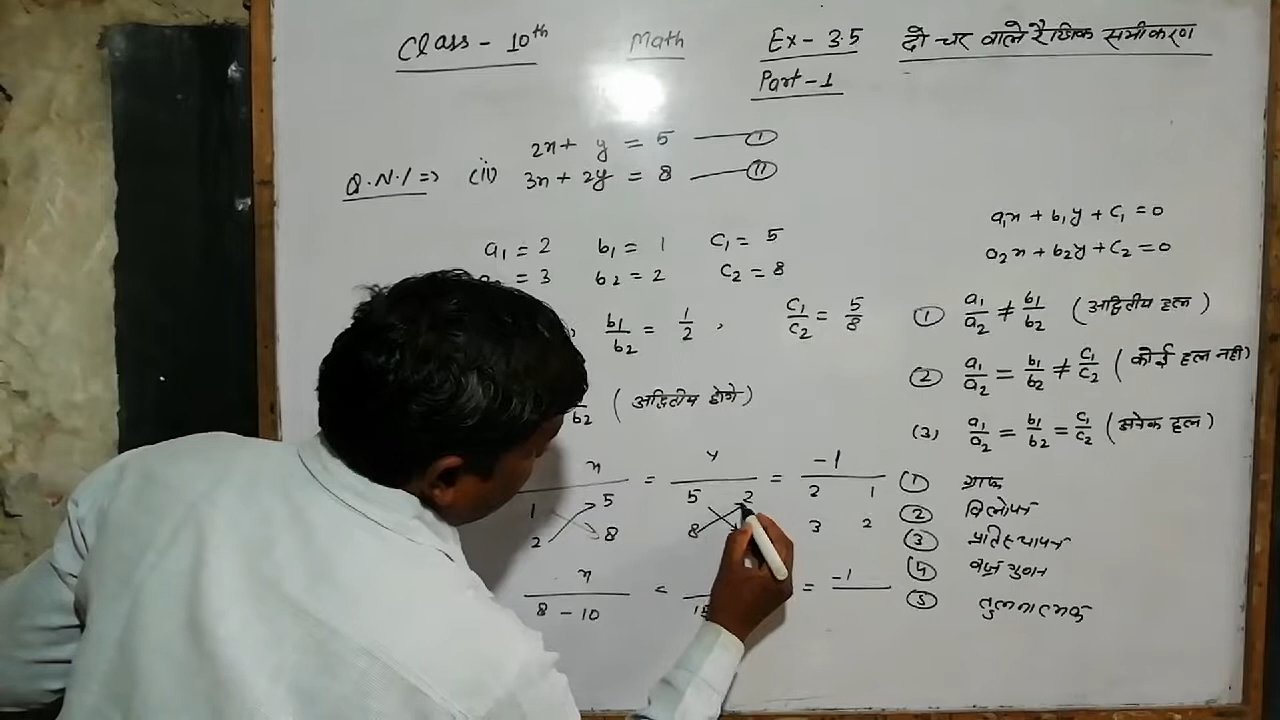 Class - 10th Math Ex - 3.5 दो चर वाले रैखिक समीकरण
Part - 1
2x + y = 5 — (I)
Q.N.1 => (ii) 3x + 2y = 8 — (II)
a₁ = 2 b₁ = 1 c₁ = 5
= 3 b₂ = 2 c₂ = 8
b₁/b₂ = 1/2 , c₁/c₂ = 5/8
b₂ ( अद्वितीय होगे )
x = y = -1
1 5 5 2 2 1
2 8 8 3 2
x = = -1
8 - 10 15
a₁x + b₁y + c₁ = 0
a₂x + b₂y + c₂ = 0
(1) a₁/a₂ ≠ b₁/b₂ (अद्वितीय हल)
(2) a₁/a₂ = b₁/b₂ ≠ c₁/c₂ (कोई हल नही)
(3) a₁/a₂ = b₁/b₂ = c₁/c₂ (अनेक हल)
(1) ग्राफ
(2) विलोपन
(3) प्रतिस्थापन
(4) वज्र गुणन
(5) तुलनात्मक